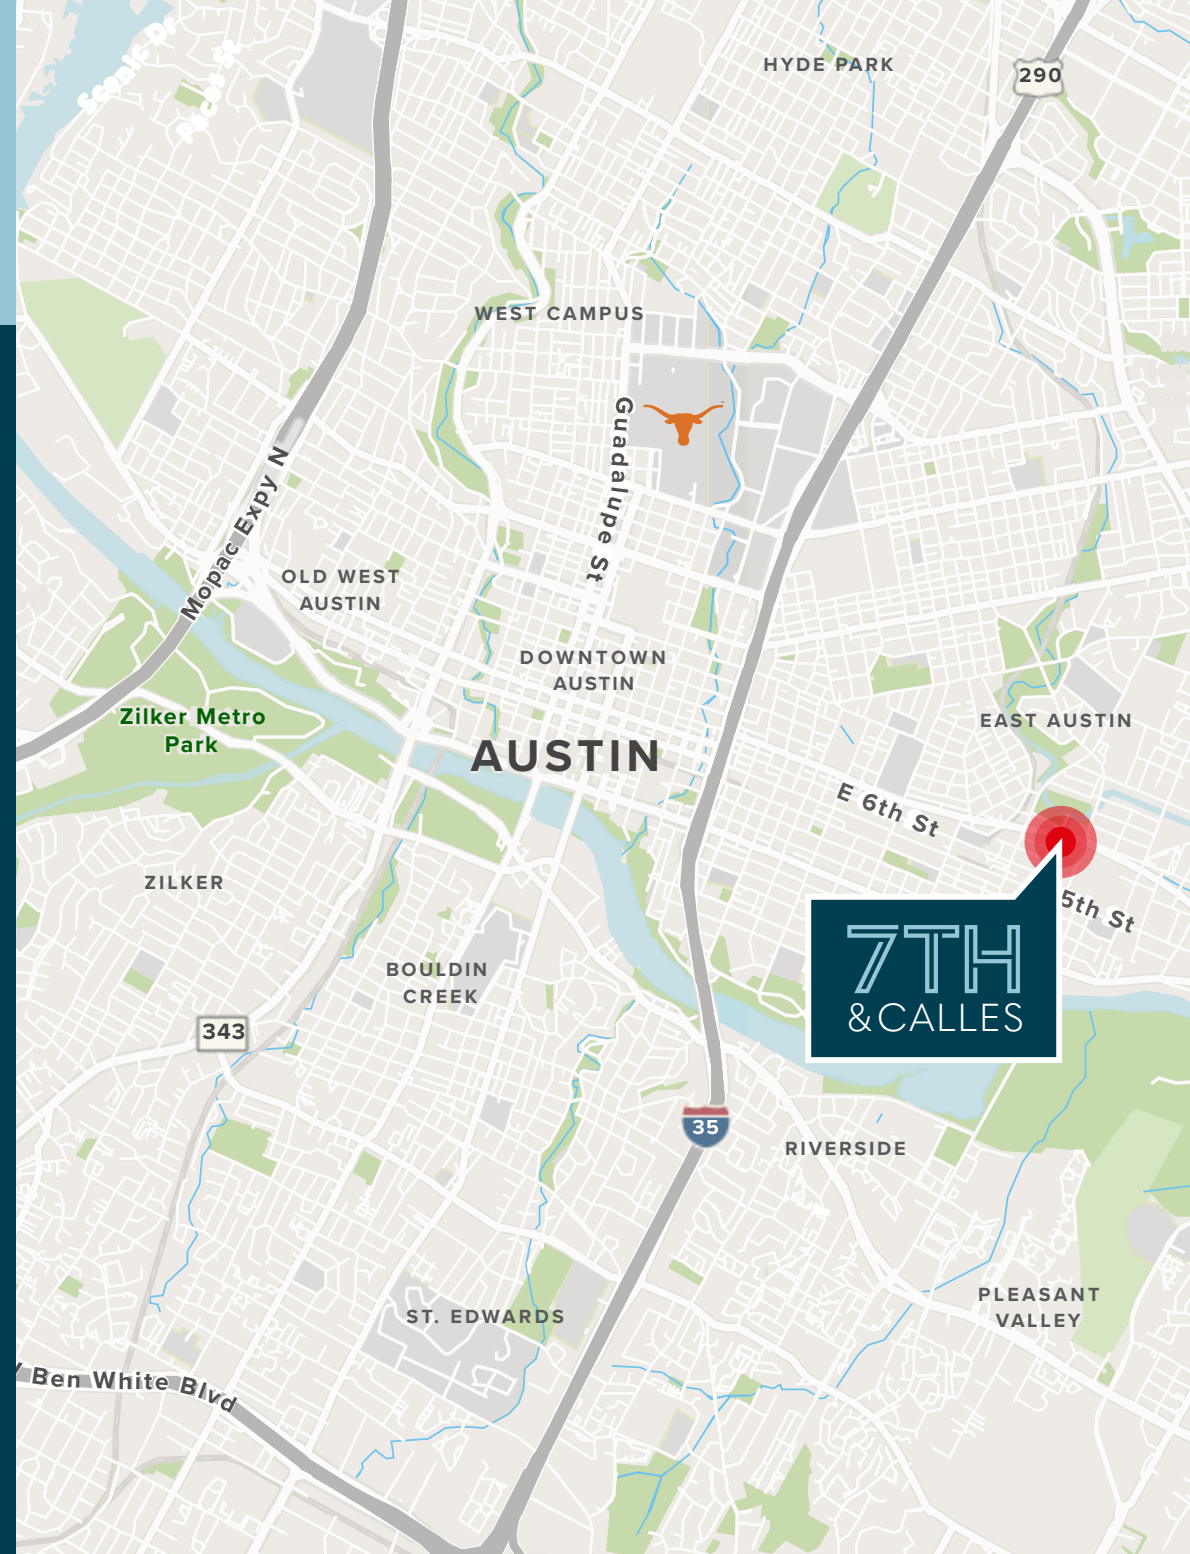 Scenic Dr
Pecos St
HYDE PARK
290
WEST CAMPUS
Guadalupe St
Mopac Expy N
OLD WEST
AUSTIN
DOWNTOWN
AUSTIN
Zilker Metro
Park
EAST AUSTIN
AUSTIN
E 6th St
ZILKER
5th St
7TH
&CALLES
BOULDIN
CREEK
343
35
RIVERSIDE
PLEASANT
VALLEY
ST. EDWARDS
Ben White Blvd